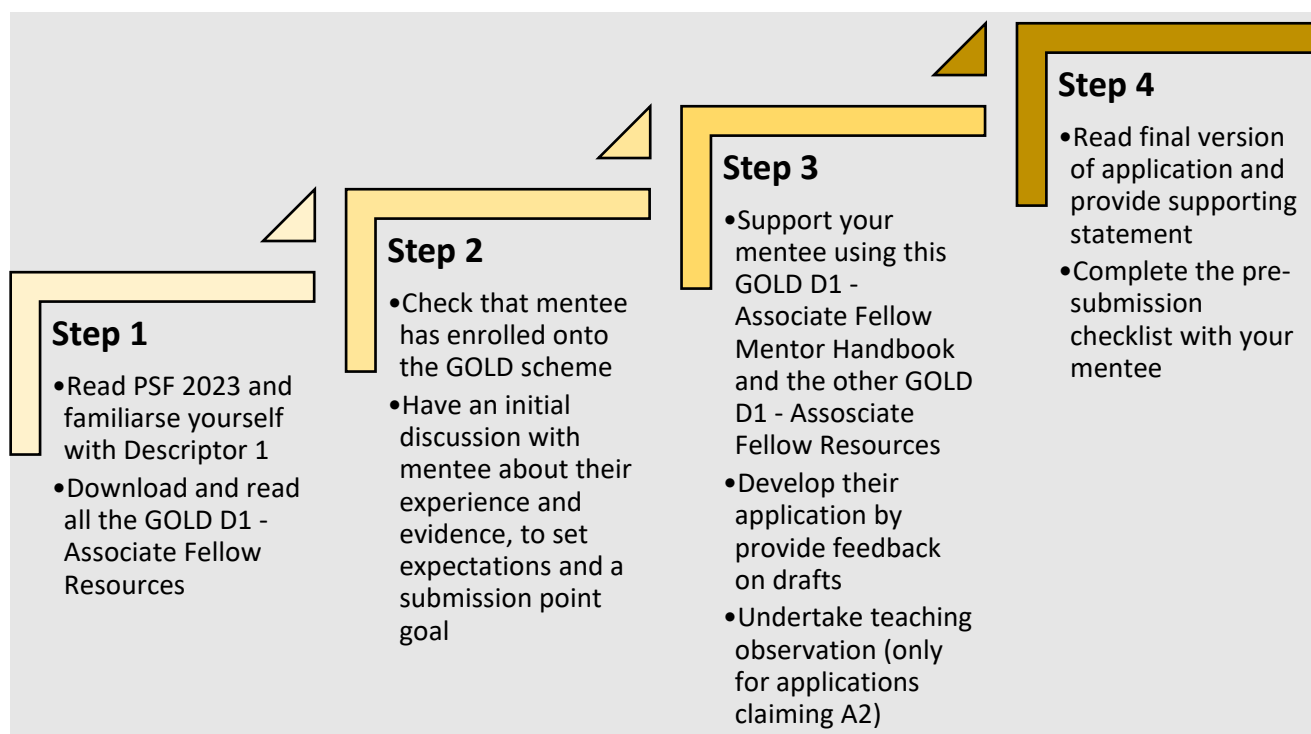 Step 1
•Read PSF 2023 and
familiarse yourself
with Descriptor 1
•Download and read
all the GOLD D1 -
Associate Fellow
Resources
Step 2
•Check that mentee
has enrolled onto
the GOLD scheme
•Have an initial
discussion with
mentee about their
experience and
evidence, to set
expectations and a
submission point
goal
Step 3
•Support your
mentee using this
GOLD D1 -
Associate Fellow
Mentor Handbook
and the other GOLD
D1 - Assosciate
Fellow Resources
•Develop their
application by
provide feedback
on drafts
•Undertake teaching
observation (only
for applications
claiming A2)
Step 4
•Read final version
of application and
provide supporting
statement
•Complete the pre-
submission
checklist with your
mentee